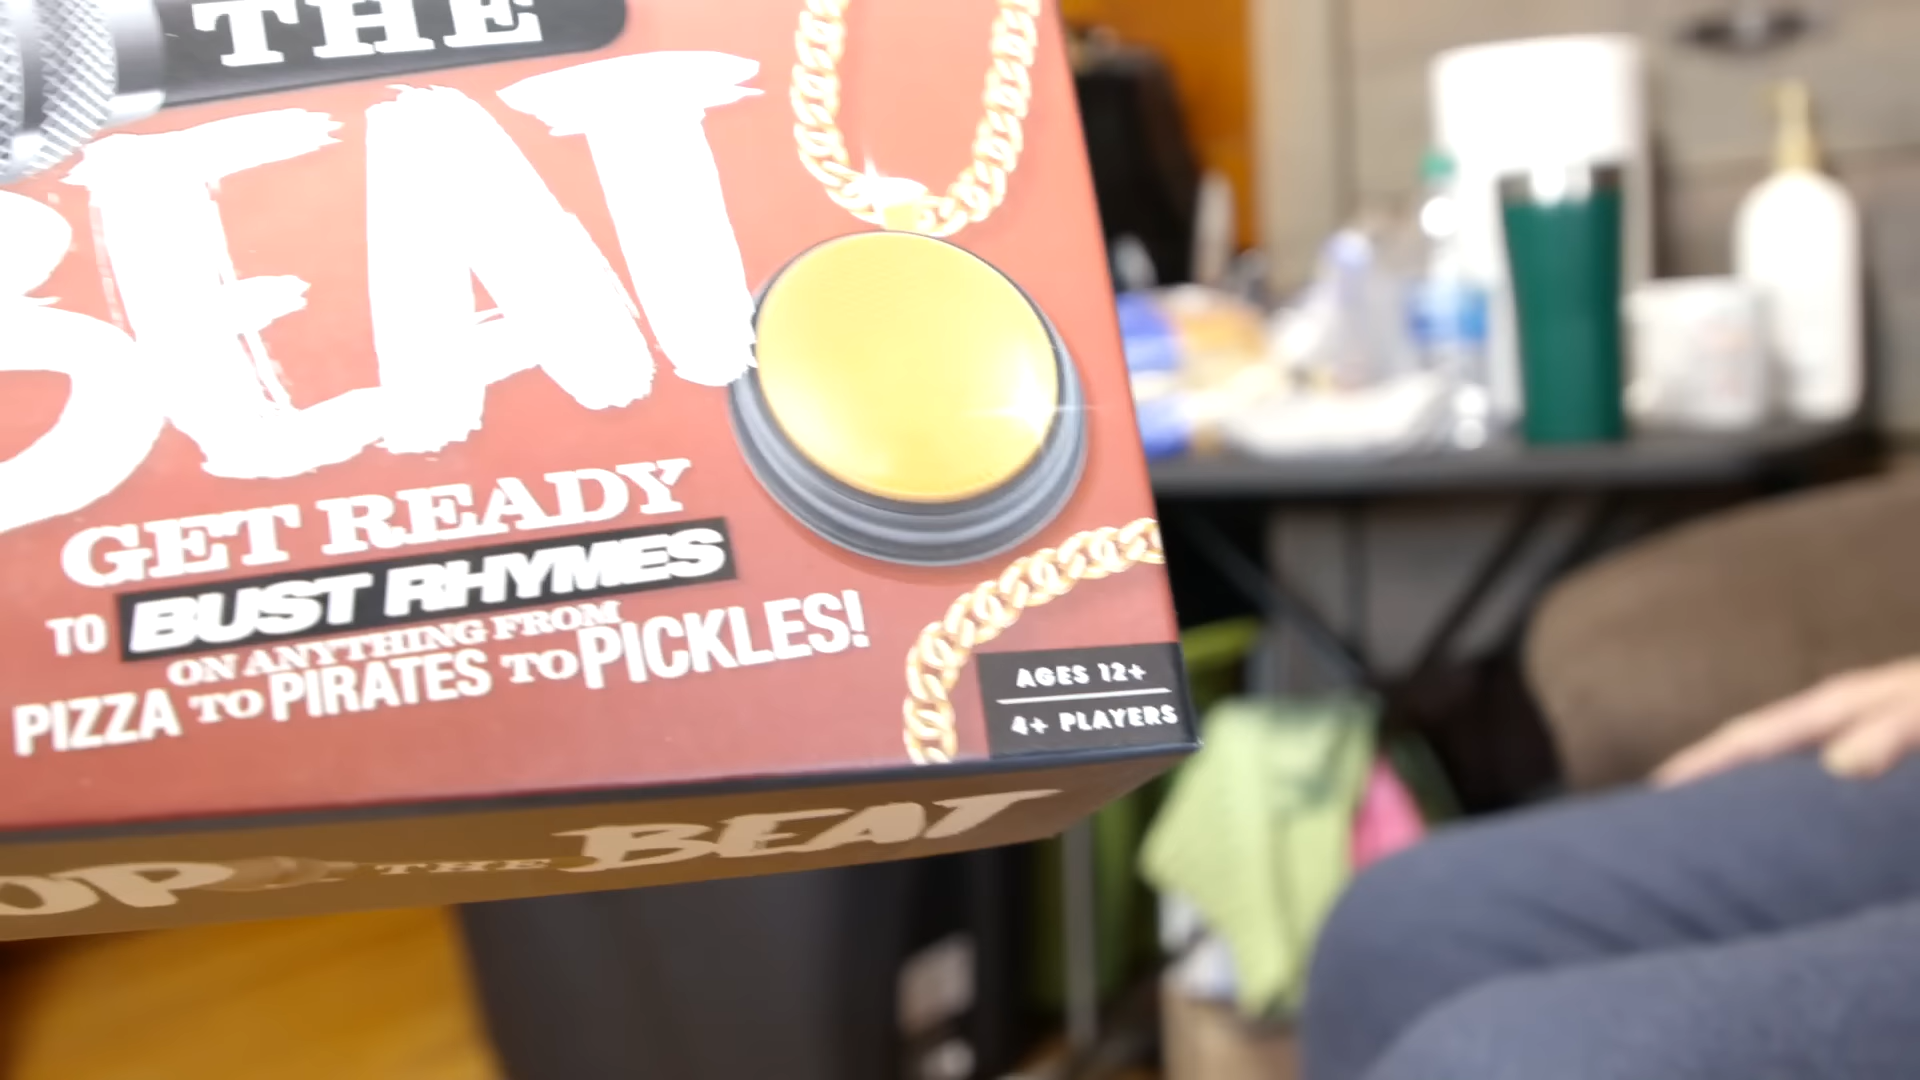 THE
BEAT
GET READY
TO BUST RHYMES
ON ANYTHING FROM
PIZZA TO PIRATES TO PICKLES!
AGES 12+
4+ PLAYERS
OP THE BEAT